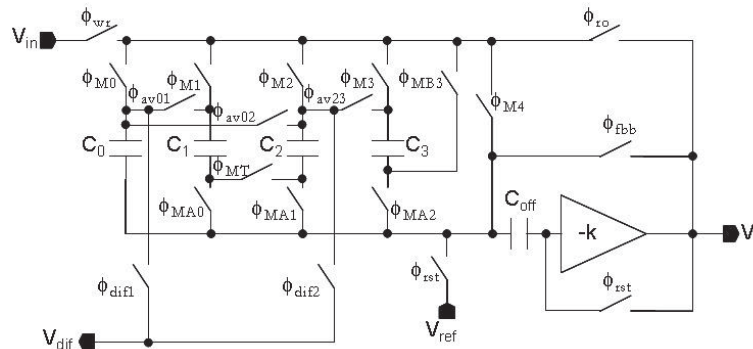 ϕwr
Vin
ϕro
ϕM0
ϕM1
ϕM2
ϕM3
ϕMB3
ϕM4
ϕav01
ϕav02
ϕav23
ϕfbb
C0
C1
C2
C3
ϕMT
ϕMA0
ϕMA1
ϕMA2
Coff
-k
V
ϕdif1
ϕdif2
ϕrst
ϕrst
Vdif
Vref